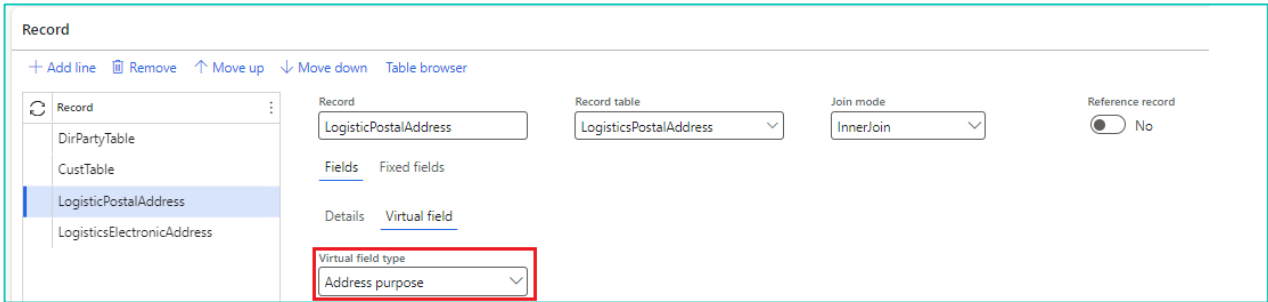 Record
Add line Remove Move up Move down Table browser
Record
DirPartyTable
CustTable
LogisticPostalAddress
LogisticsElectronicAddress
Record Record table Join mode Reference record
LogisticPostalAddress LogisticsPostalAddress InnerJoin No
Fields Fixed fields
Details Virtual field
Virtual field type
Address purpose